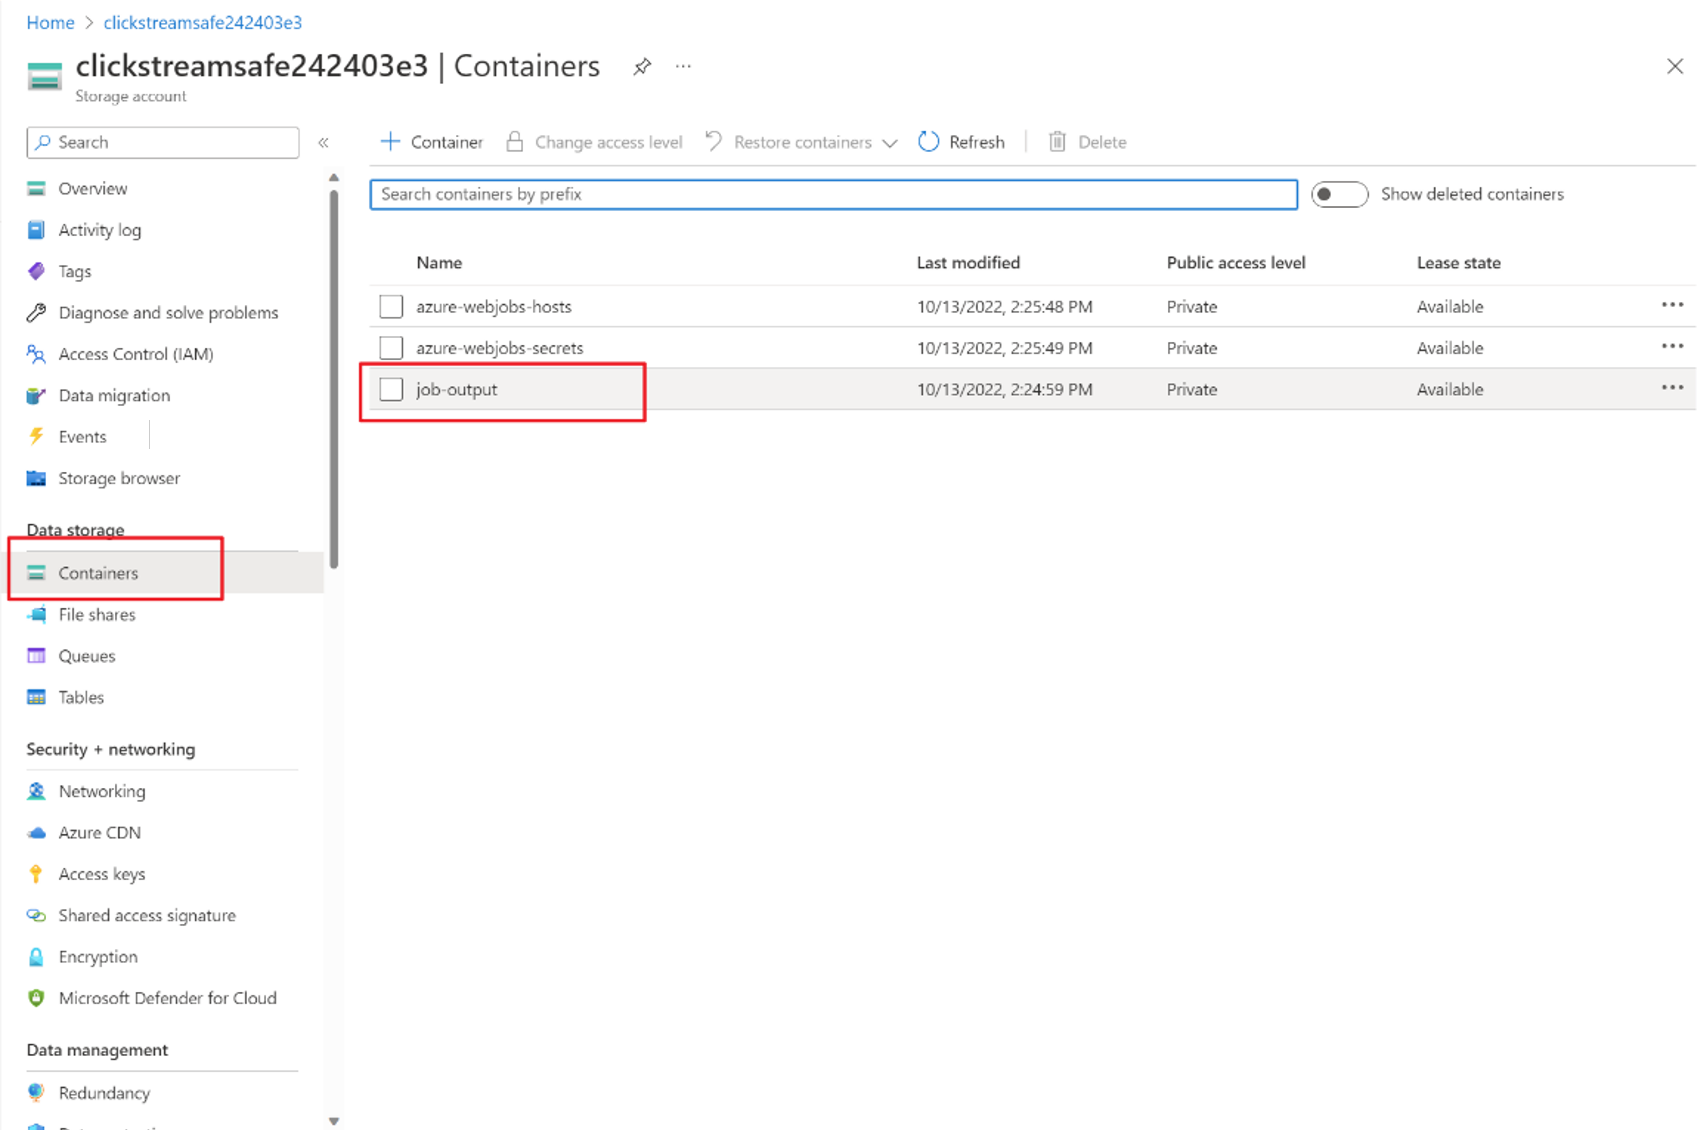 Home > clickstreamsafe242403e3
clickstreamsafe242403e3 | Containers ...
Storage account
Search «
+ Container Change access level Restore containers Refresh | Delete
Search containers by prefix Show deleted containers
Name Last modified Public access level Lease state
azure-webjobs-hosts 10/13/2022, 2:25:48 PM Private Available ...
azure-webjobs-secrets 10/13/2022, 2:25:49 PM Private Available ...
job-output 10/13/2022, 2:24:59 PM Private Available ...
Overview
Activity log
Tags
Diagnose and solve problems
Access Control (IAM)
Data migration
Events
Storage browser
Data storage
Containers
File shares
Queues
Tables
Security + networking
Networking
Azure CDN
Access keys
Shared access signature
Encryption
Microsoft Defender for Cloud
Data management
Redundancy